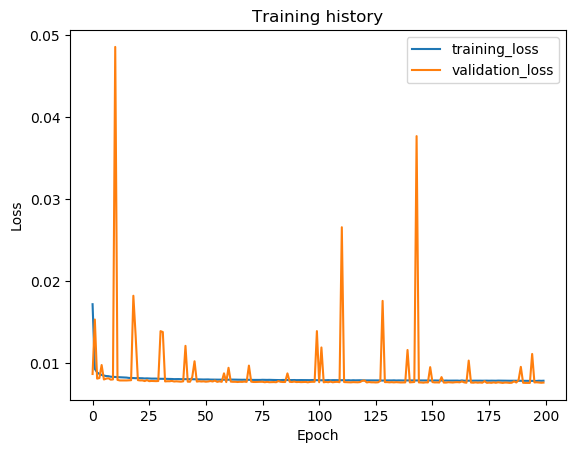 Training history
training_loss
validation_loss
0.05
0.04
0.03
0.02
0.01
Loss
0 25 50 75 100 125 150 175 200
Epoch